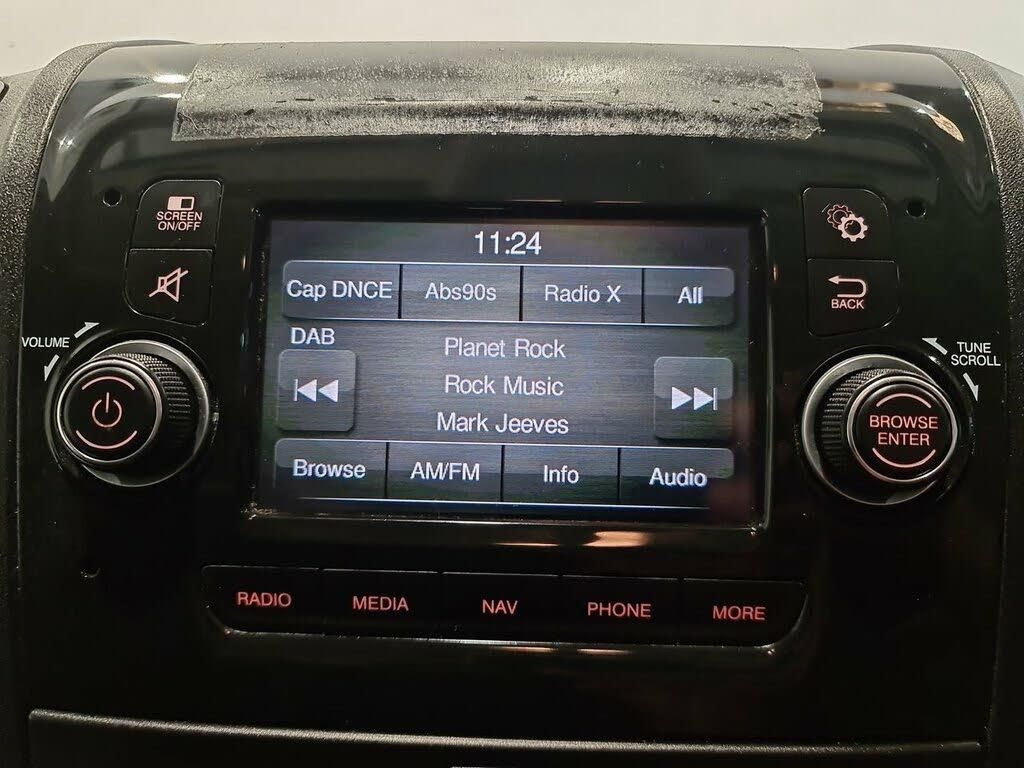 SCREEN
ON/OFF
VOLUME
11:24
Cap DNCE Abs90s Radio X All
DAB
Planet Rock
Rock Music
Mark Jeeves
Browse AM/FM Info Audio
BACK
TUNE
SCROLL
BROWSE
ENTER
RADIO MEDIA NAV PHONE MORE